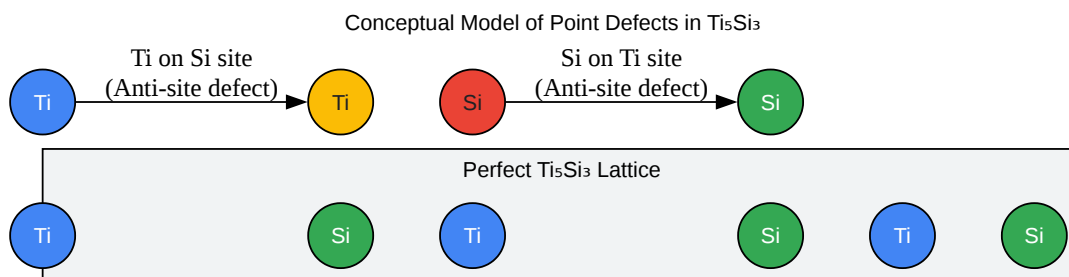 Conceptual Model of Point Defects in Ti₅Si₃
Ti on Si site
(Anti-site defect)
Si on Ti site
(Anti-site defect)
Ti
Ti
Si
Si
Perfect Ti₅Si₃ Lattice
Ti
Si
Ti
Si
Ti
Si